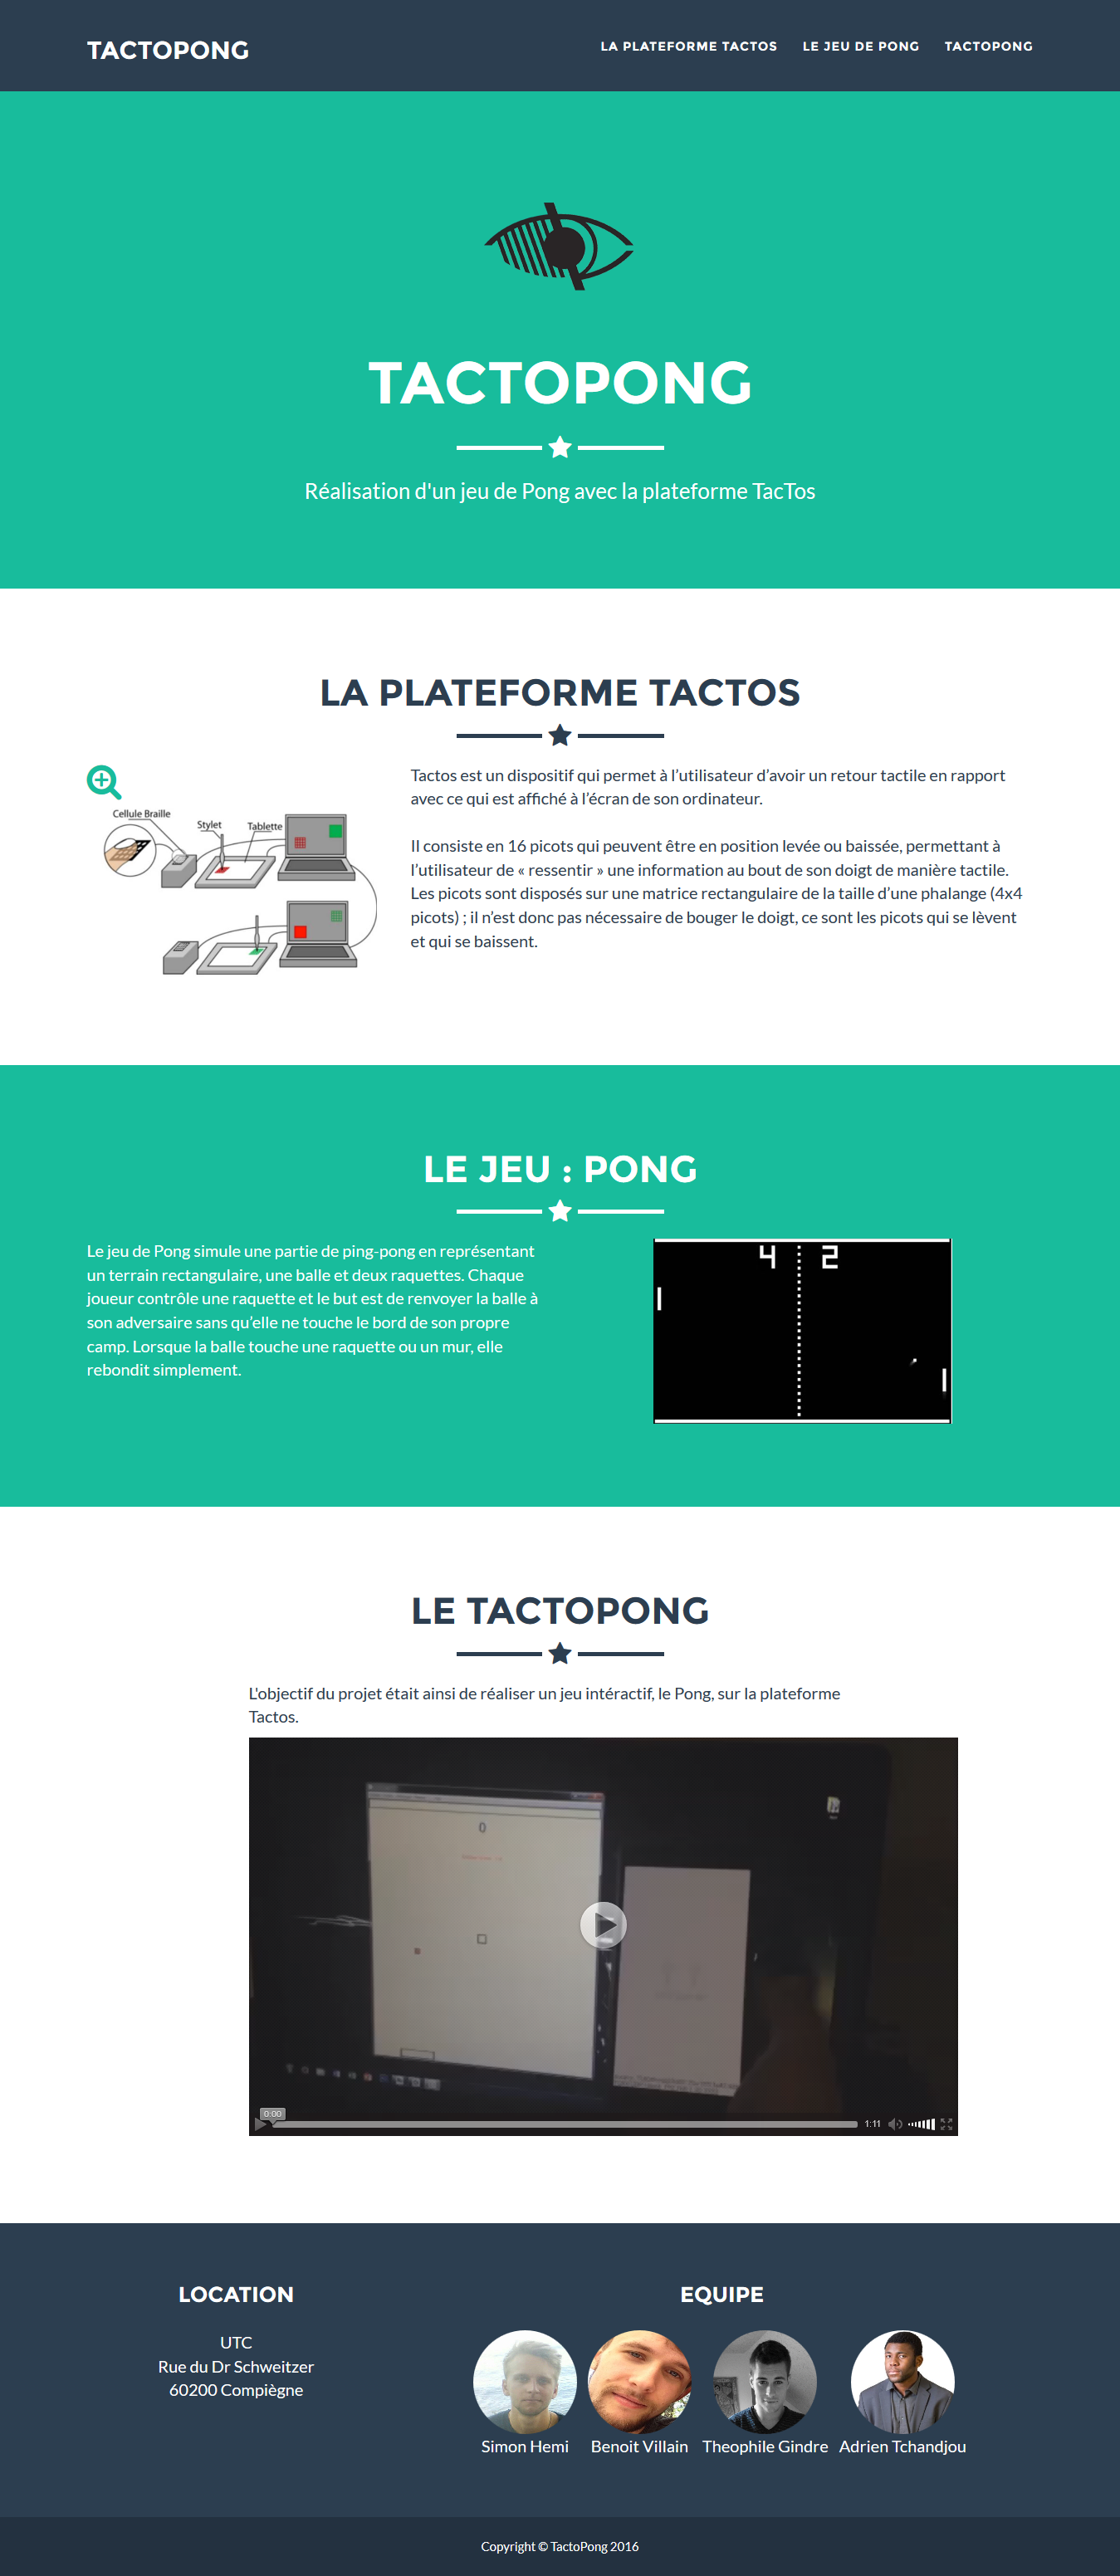 TACTOPONG
LA PLATEFORME TACTOS
LE JEU DE PONG
TACTOPONG
TACTOPONG
Réalisation d'un jeu de Pong avec la plateforme TacTos
LA PLATEFORME TACTOS
Cellule Braille
Stylet
Tablette
Tactos est un dispositif qui permet à l’utilisateur d’avoir un retour tactile en rapport
avec ce qui est affiché à l’écran de son ordinateur.
Il consiste en 16 picots qui peuvent être en position levée ou baissée, permettant à
l’utilisateur de « ressentir » une information au bout de son doigt de manière tactile.
Les picots sont disposés sur une matrice rectangulaire de la taille d’une phalange (4x4
picots) ; il n’est donc pas nécessaire de bouger le doigt, ce sont les picots qui se lèvent
et qui se baissent.
LE JEU : PONG
Le jeu de Pong simule une partie de ping-pong en représentant
un terrain rectangulaire, une balle et deux raquettes. Chaque
joueur contrôle une raquette et le but est de renvoyer la balle à
son adversaire sans qu’elle ne touche le bord de son propre
camp. Lorsque la balle touche une raquette ou un mur, elle
rebondit simplement.
4 2
LE TACTOPONG
L'objectif du projet était ainsi de réaliser un jeu intéractif, le Pong, sur la plateforme
Tactos.
0
0:00
1:11
LOCATION
UTC
Rue du Dr Schweitzer
60200 Compiègne
EQUIPE
Simon Hemi
Benoit Villain
Theophile Gindre
Adrien Tchandjou
Copyright © TactoPong 2016